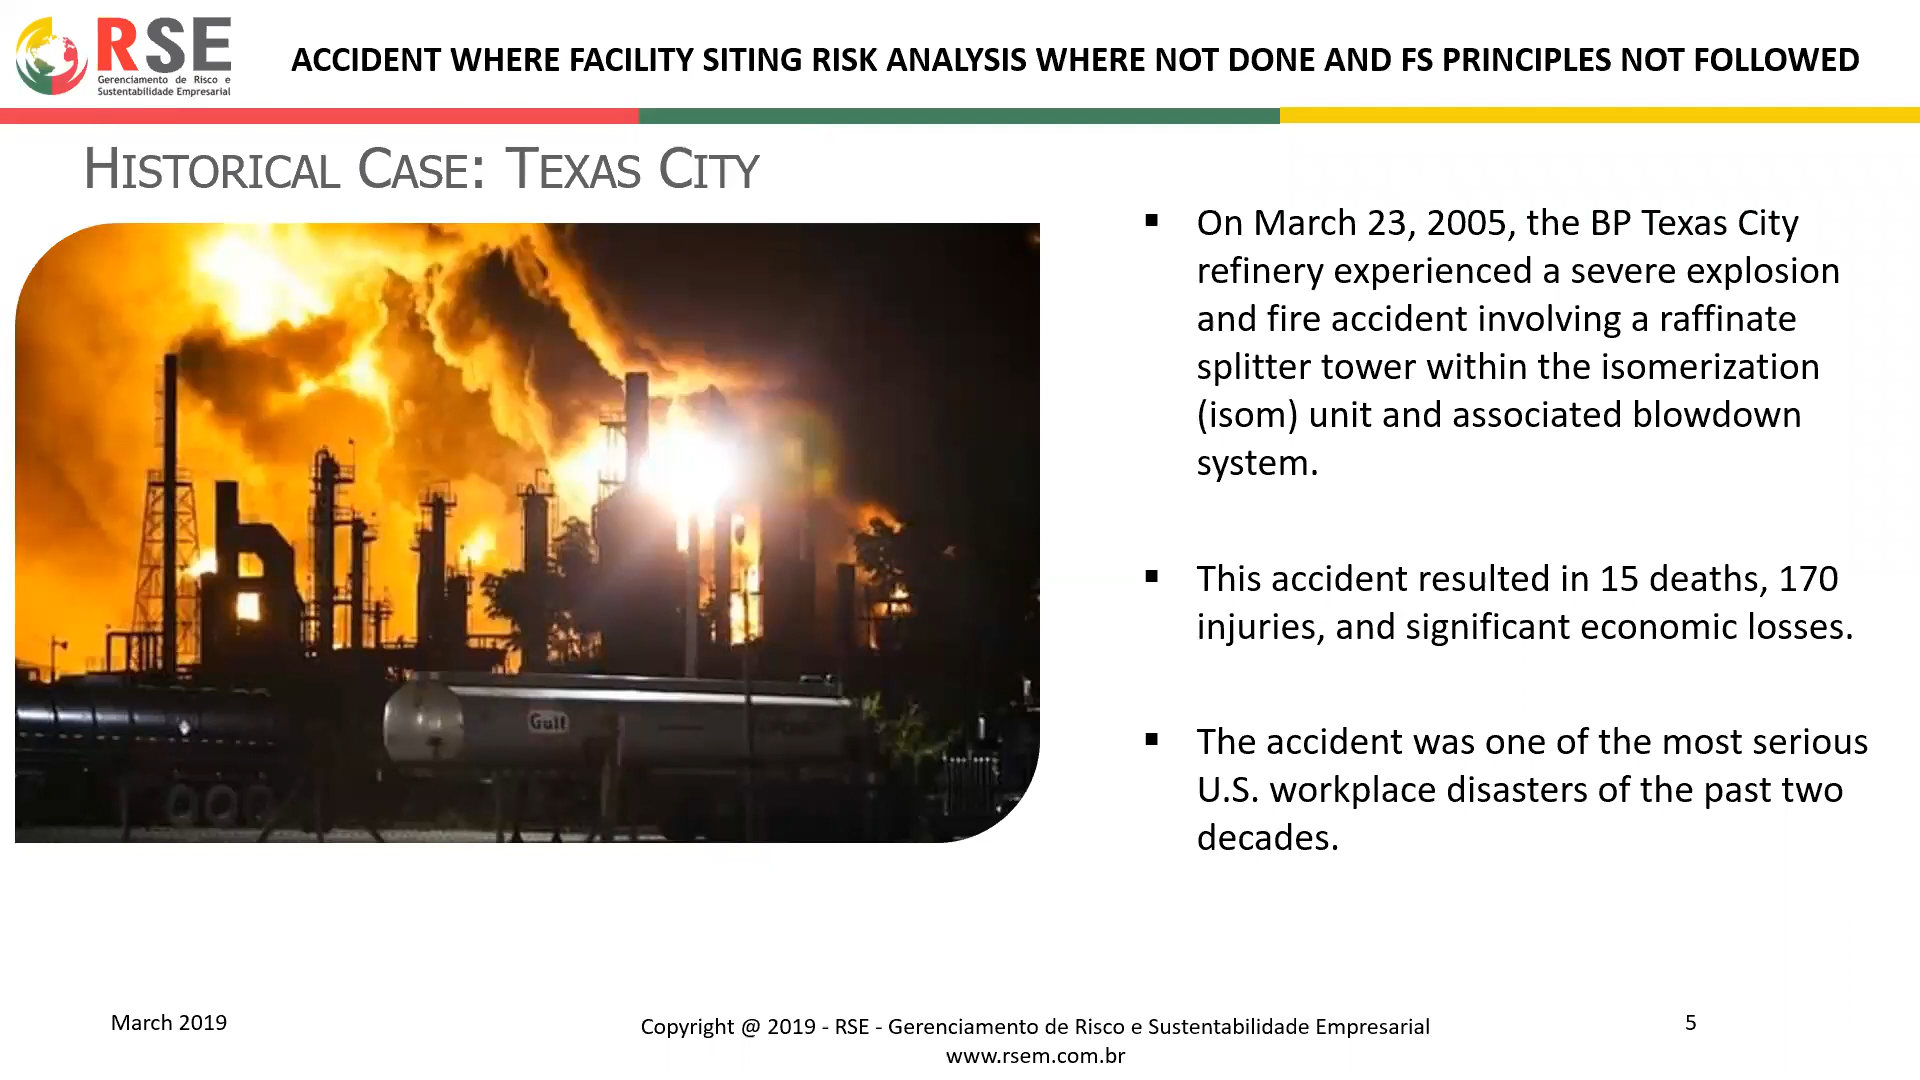 RSE
Gerenciamento de Risco e
Sustentabilidade Empresarial
ACCIDENT WHERE FACILITY SITING RISK ANALYSIS WHERE NOT DONE AND FS PRINCIPLES NOT FOLLOWED
HISTORICAL CASE: TEXAS CITY
▪ On March 23, 2005, the BP Texas City
refinery experienced a severe explosion
and fire accident involving a raffinate
splitter tower within the isomerization
(isom) unit and associated blowdown
system.
▪ This accident resulted in 15 deaths, 170
injuries, and significant economic losses.
▪ The accident was one of the most serious
U.S. workplace disasters of the past two
decades.
Gulf
March 2019
Copyright @ 2019 - RSE - Gerenciamento de Risco e Sustentabilidade Empresarial
www.rsem.com.br
5